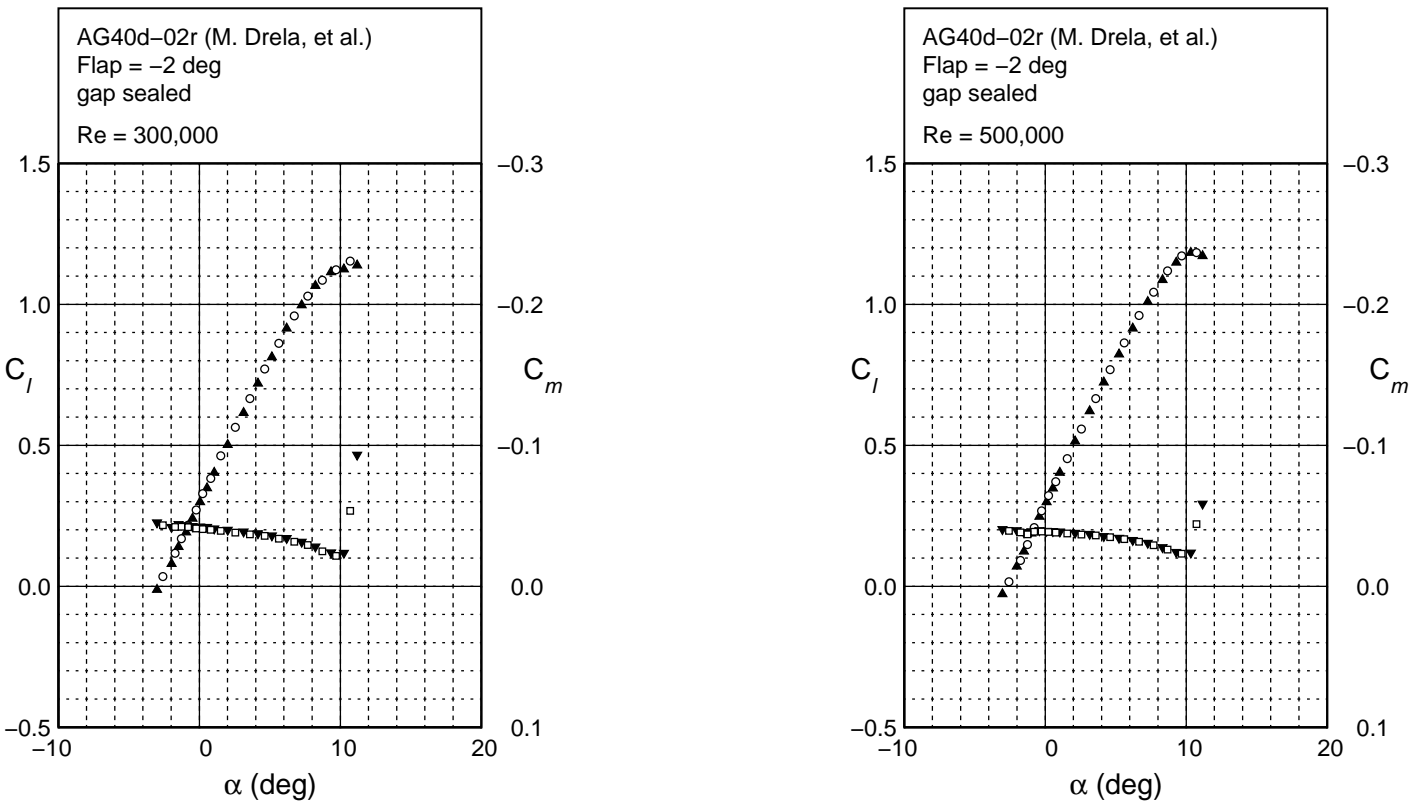 AG40d−02r (M. Drela, et al.)
Flap = −2 deg
gap sealed
Re = 300,000
1.5
1.0
0.5
0.0
−0.5
C_l
−0.3
−0.2
−0.1
0.0
0.1
C_m
−10
0
10
20
α (deg)
AG40d−02r (M. Drela, et al.)
Flap = −2 deg
gap sealed
Re = 500,000
1.5
1.0
0.5
0.0
−0.5
C_l
−0.3
−0.2
−0.1
0.0
0.1
C_m
−10
0
10
20
α (deg)